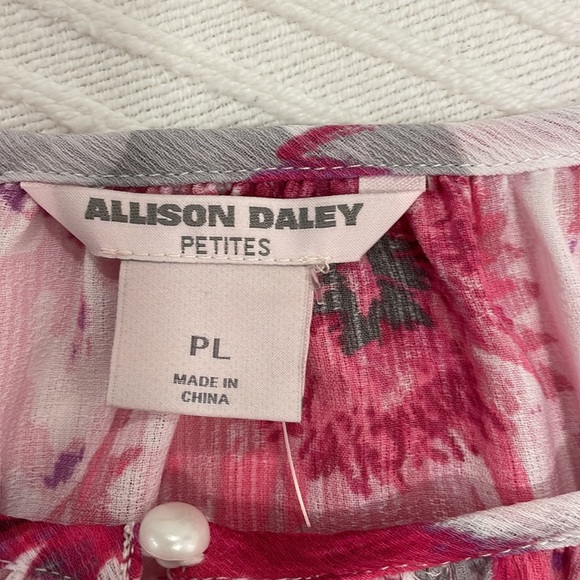 ALLISON DALEY
PETITES
PL
MADE IN
CHINA